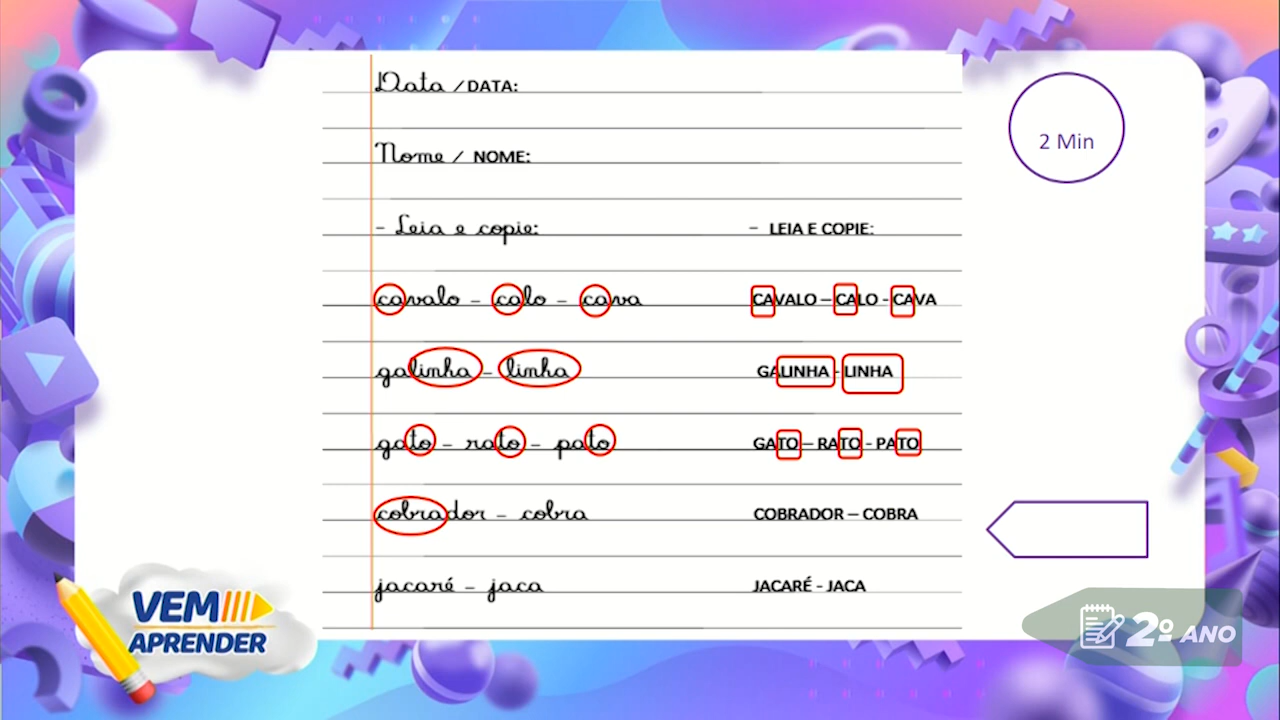 Data / DATA:
2 Min
Nome / NOME:
- Leia e copie: - LEIA E COPIE:
cavalo - calo - cava CAVALO – CALO - CAVA
galinha - linha GALINHA - LINHA
gato - rato - pato GATO – RATO - PATO
cobrador - cobra COBRADOR – COBRA
jacaré - jaca JACARÉ - JACA
VEM
APRENDER
2º ANO